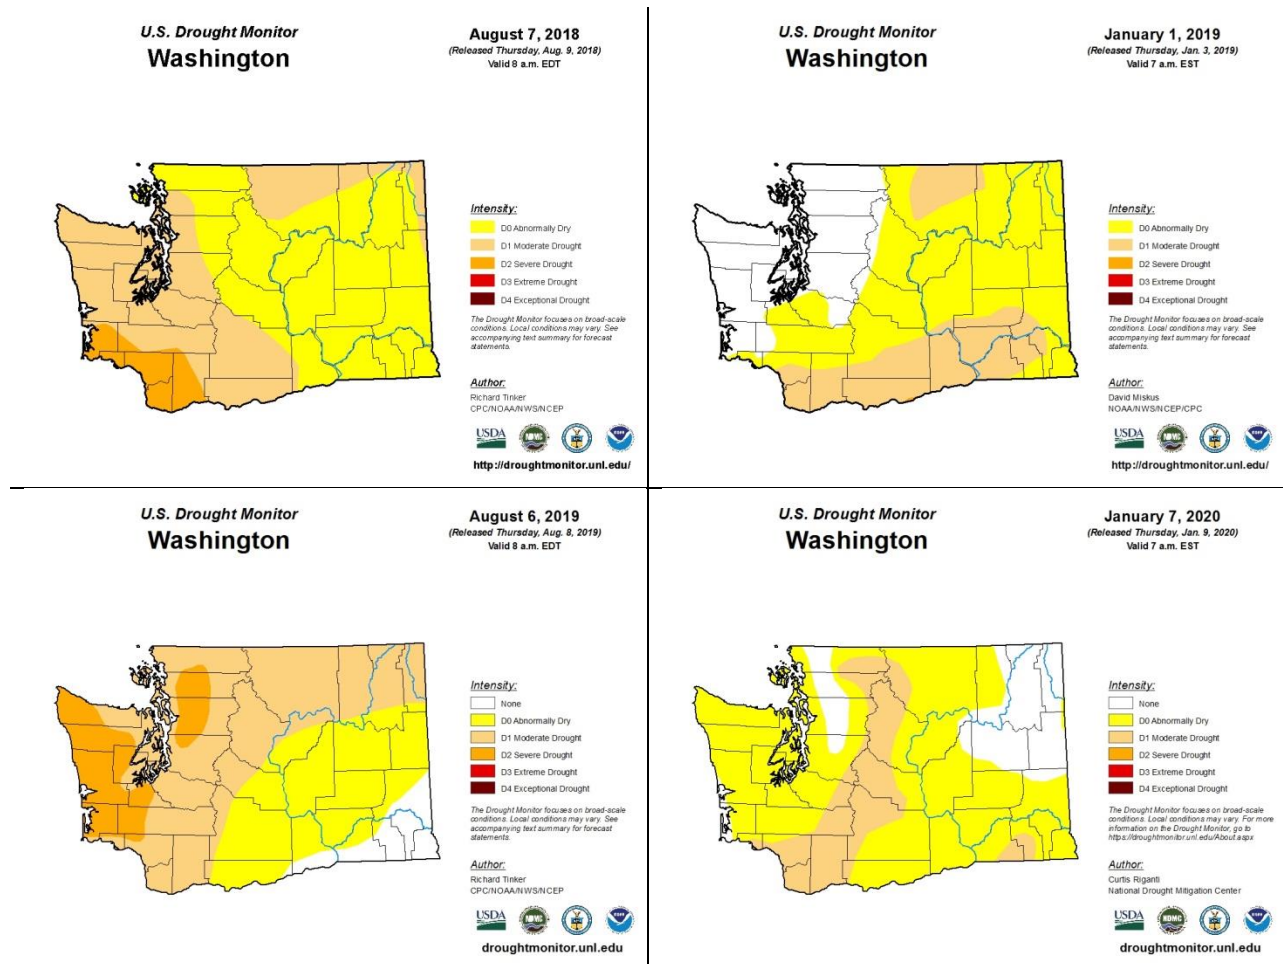 U.S. Drought Monitor
Washington
August 7, 2018
(Released Thursday, Aug. 9, 2018)
Valid 8 a.m. EDT
Intensity:
D0 Abnormally Dry
D1 Moderate Drought
D2 Severe Drought
D3 Extreme Drought
D4 Exceptional Drought
The Drought Monitor focuses on broad-scale
conditions. Local conditions may vary. See
accompanying text summary for forecast
statements.
Author:
Richard Tinker
CPC/NOAA/NWS/NCEP
USDA
NDMC
http://droughtmonitor.unl.edu/
U.S. Drought Monitor
Washington
January 1, 2019
(Released Thursday, Jan. 3, 2019)
Valid 7 a.m. EST
Intensity:
D0 Abnormally Dry
D1 Moderate Drought
D2 Severe Drought
D3 Extreme Drought
D4 Exceptional Drought
The Drought Monitor focuses on broad-scale
conditions. Local conditions may vary. See
accompanying text summary for forecast
statements.
Author:
David Miskus
NOAA/NWS/NCEP/CPC
USDA
NDMC
http://droughtmonitor.unl.edu/
U.S. Drought Monitor
Washington
August 6, 2019
(Released Thursday, Aug. 8, 2019)
Valid 8 a.m. EDT
Intensity:
None
D0 Abnormally Dry
D1 Moderate Drought
D2 Severe Drought
D3 Extreme Drought
D4 Exceptional Drought
The Drought Monitor focuses on broad-scale
conditions. Local conditions may vary. See
accompanying text summary for forecast
statements.
Author:
Richard Tinker
CPC/NOAA/NWS/NCEP
USDA
NDMC
droughtmonitor.unl.edu
U.S. Drought Monitor
Washington
January 7, 2020
(Released Thursday, Jan. 9, 2020)
Valid 7 a.m. EST
Intensity:
None
D0 Abnormally Dry
D1 Moderate Drought
D2 Severe Drought
D3 Extreme Drought
D4 Exceptional Drought
The Drought Monitor focuses on broad-scale
conditions. Local conditions may vary. For more
information on the Drought Monitor, go to
https://droughtmonitor.unl.edu/About.aspx
Author:
Curtis Riganti
National Drought Mitigation Center
USDA
NDMC
droughtmonitor.unl.edu